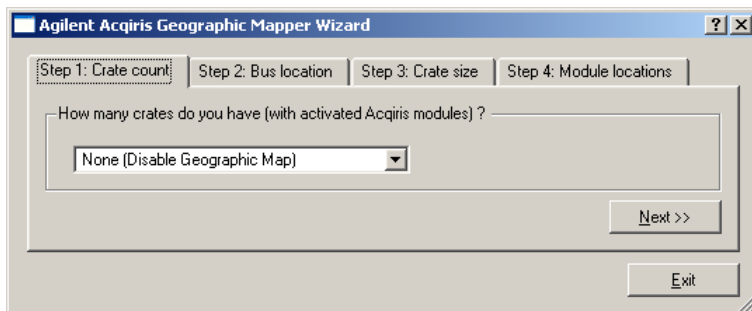 Agilent Acqiris Geographic Mapper Wizard
Step 1: Crate count Step 2: Bus location Step 3: Crate size Step 4: Module locations
How many crates do you have (with activated Acqiris modules) ?
None (Disable Geographic Map)
Next >>
Exit